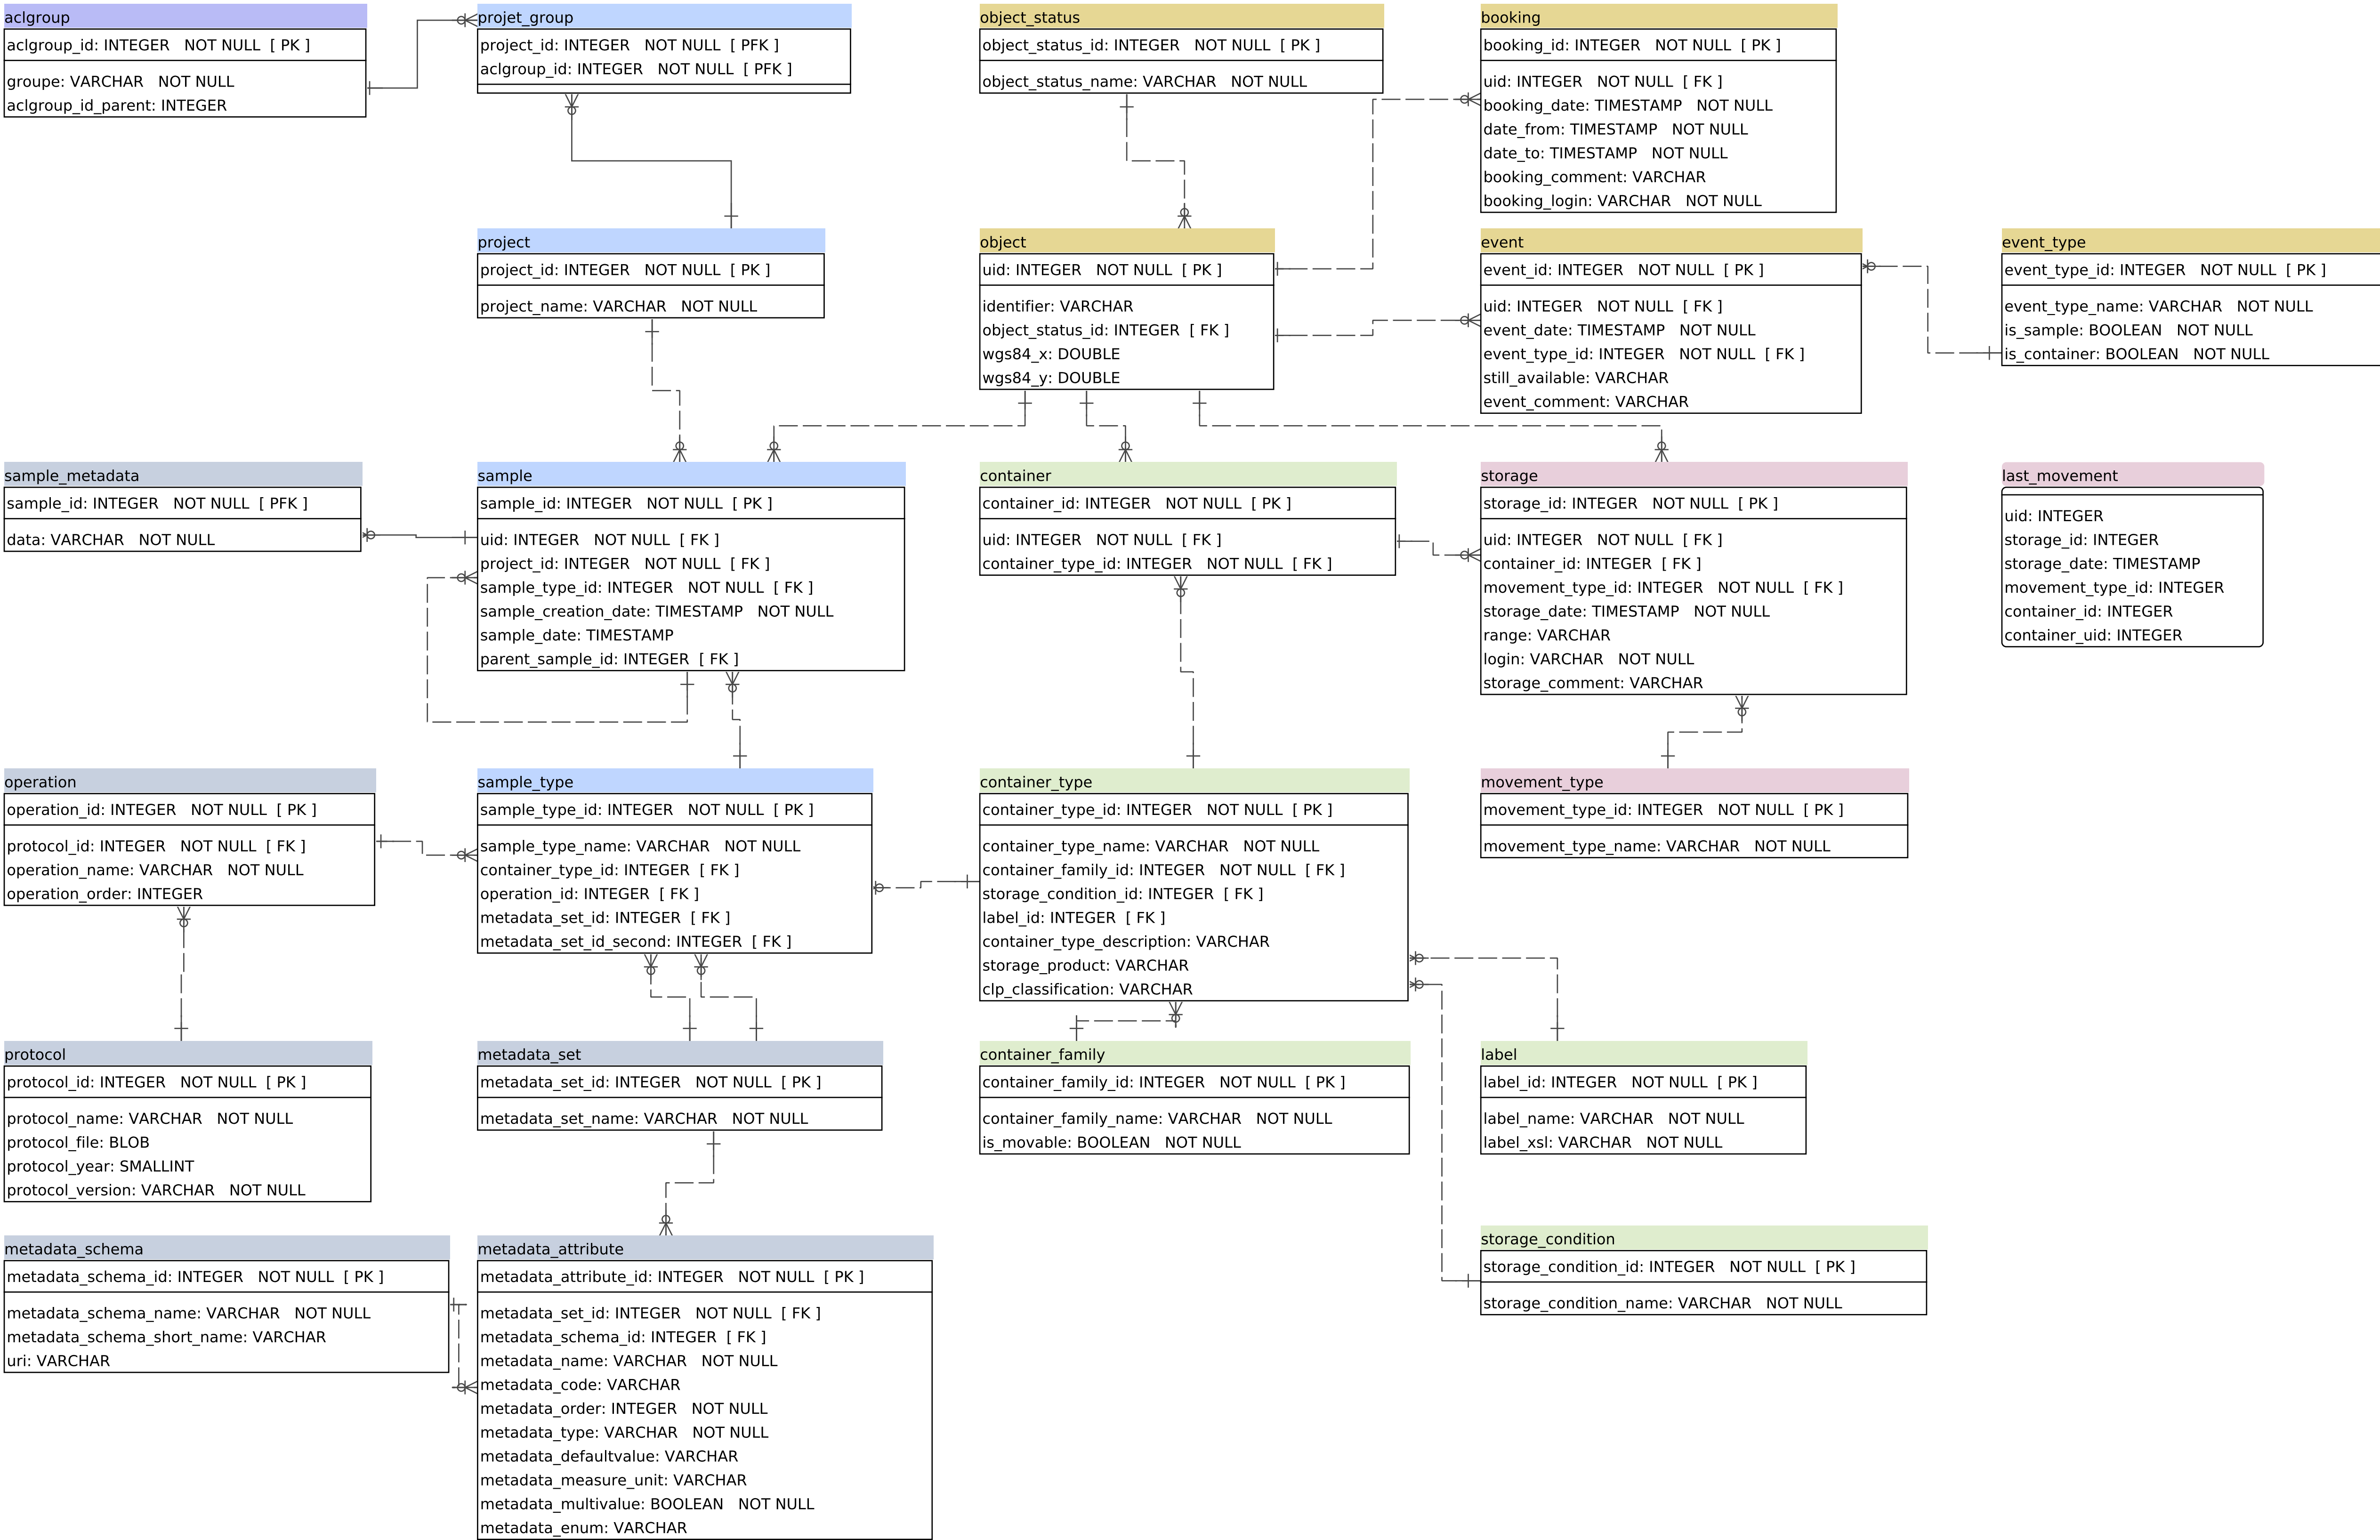 aclgroup
aclgroup_id: INTEGER NOT NULL [ PK ]
groupe: VARCHAR NOT NULL
aclgroup_id_parent: INTEGER
projet_group
project_id: INTEGER NOT NULL [ PFK ]
aclgroup_id: INTEGER NOT NULL [ PFK ]
object_status
object_status_id: INTEGER NOT NULL [ PK ]
object_status_name: VARCHAR NOT NULL
booking
booking_id: INTEGER NOT NULL [ PK ]
uid: INTEGER NOT NULL [ FK ]
booking_date: TIMESTAMP NOT NULL
date_from: TIMESTAMP NOT NULL
date_to: TIMESTAMP NOT NULL
booking_comment: VARCHAR
booking_login: VARCHAR NOT NULL
project
project_id: INTEGER NOT NULL [ PK ]
project_name: VARCHAR NOT NULL
object
uid: INTEGER NOT NULL [ PK ]
identifier: VARCHAR
object_status_id: INTEGER [ FK ]
wgs84_x: DOUBLE
wgs84_y: DOUBLE
event
event_id: INTEGER NOT NULL [ PK ]
uid: INTEGER NOT NULL [ FK ]
event_date: TIMESTAMP NOT NULL
event_type_id: INTEGER NOT NULL [ FK ]
still_available: VARCHAR
event_comment: VARCHAR
event_type
event_type_id: INTEGER NOT NULL [ PK ]
event_type_name: VARCHAR NOT NULL
is_sample: BOOLEAN NOT NULL
is_container: BOOLEAN NOT NULL
sample_metadata
sample_id: INTEGER NOT NULL [ PFK ]
data: VARCHAR NOT NULL
sample
sample_id: INTEGER NOT NULL [ PK ]
uid: INTEGER NOT NULL [ FK ]
project_id: INTEGER NOT NULL [ FK ]
sample_type_id: INTEGER NOT NULL [ FK ]
sample_creation_date: TIMESTAMP NOT NULL
sample_date: TIMESTAMP
parent_sample_id: INTEGER [ FK ]
container
container_id: INTEGER NOT NULL [ PK ]
uid: INTEGER NOT NULL [ FK ]
container_type_id: INTEGER NOT NULL [ FK ]
storage
storage_id: INTEGER NOT NULL [ PK ]
uid: INTEGER NOT NULL [ FK ]
container_id: INTEGER [ FK ]
movement_type_id: INTEGER NOT NULL [ FK ]
storage_date: TIMESTAMP NOT NULL
range: VARCHAR
login: VARCHAR NOT NULL
storage_comment: VARCHAR
last_movement
uid: INTEGER
storage_id: INTEGER
storage_date: TIMESTAMP
movement_type_id: INTEGER
container_id: INTEGER
container_uid: INTEGER
operation
operation_id: INTEGER NOT NULL [ PK ]
protocol_id: INTEGER NOT NULL [ FK ]
operation_name: VARCHAR NOT NULL
operation_order: INTEGER
sample_type
sample_type_id: INTEGER NOT NULL [ PK ]
sample_type_name: VARCHAR NOT NULL
container_type_id: INTEGER [ FK ]
operation_id: INTEGER [ FK ]
metadata_set_id: INTEGER [ FK ]
metadata_set_id_second: INTEGER [ FK ]
container_type
container_type_id: INTEGER NOT NULL [ PK ]
container_type_name: VARCHAR NOT NULL
container_family_id: INTEGER NOT NULL [ FK ]
storage_condition_id: INTEGER [ FK ]
label_id: INTEGER [ FK ]
container_type_description: VARCHAR
storage_product: VARCHAR
clp_classification: VARCHAR
movement_type
movement_type_id: INTEGER NOT NULL [ PK ]
movement_type_name: VARCHAR NOT NULL
protocol
protocol_id: INTEGER NOT NULL [ PK ]
protocol_name: VARCHAR NOT NULL
protocol_file: BLOB
protocol_year: SMALLINT
protocol_version: VARCHAR NOT NULL
metadata_set
metadata_set_id: INTEGER NOT NULL [ PK ]
metadata_set_name: VARCHAR NOT NULL
container_family
container_family_id: INTEGER NOT NULL [ PK ]
container_family_name: VARCHAR NOT NULL
is_movable: BOOLEAN NOT NULL
label
label_id: INTEGER NOT NULL [ PK ]
label_name: VARCHAR NOT NULL
label_xsl: VARCHAR NOT NULL
metadata_schema
metadata_schema_id: INTEGER NOT NULL [ PK ]
metadata_schema_name: VARCHAR NOT NULL
metadata_schema_short_name: VARCHAR
uri: VARCHAR
metadata_attribute
metadata_attribute_id: INTEGER NOT NULL [ PK ]
metadata_set_id: INTEGER NOT NULL [ FK ]
metadata_schema_id: INTEGER [ FK ]
metadata_name: VARCHAR NOT NULL
metadata_code: VARCHAR
metadata_order: INTEGER NOT NULL
metadata_type: VARCHAR NOT NULL
metadata_defaultvalue: VARCHAR
metadata_measure_unit: VARCHAR
metadata_multivalue: BOOLEAN NOT NULL
metadata_enum: VARCHAR
storage_condition
storage_condition_id: INTEGER NOT NULL [ PK ]
storage_condition_name: VARCHAR NOT NULL